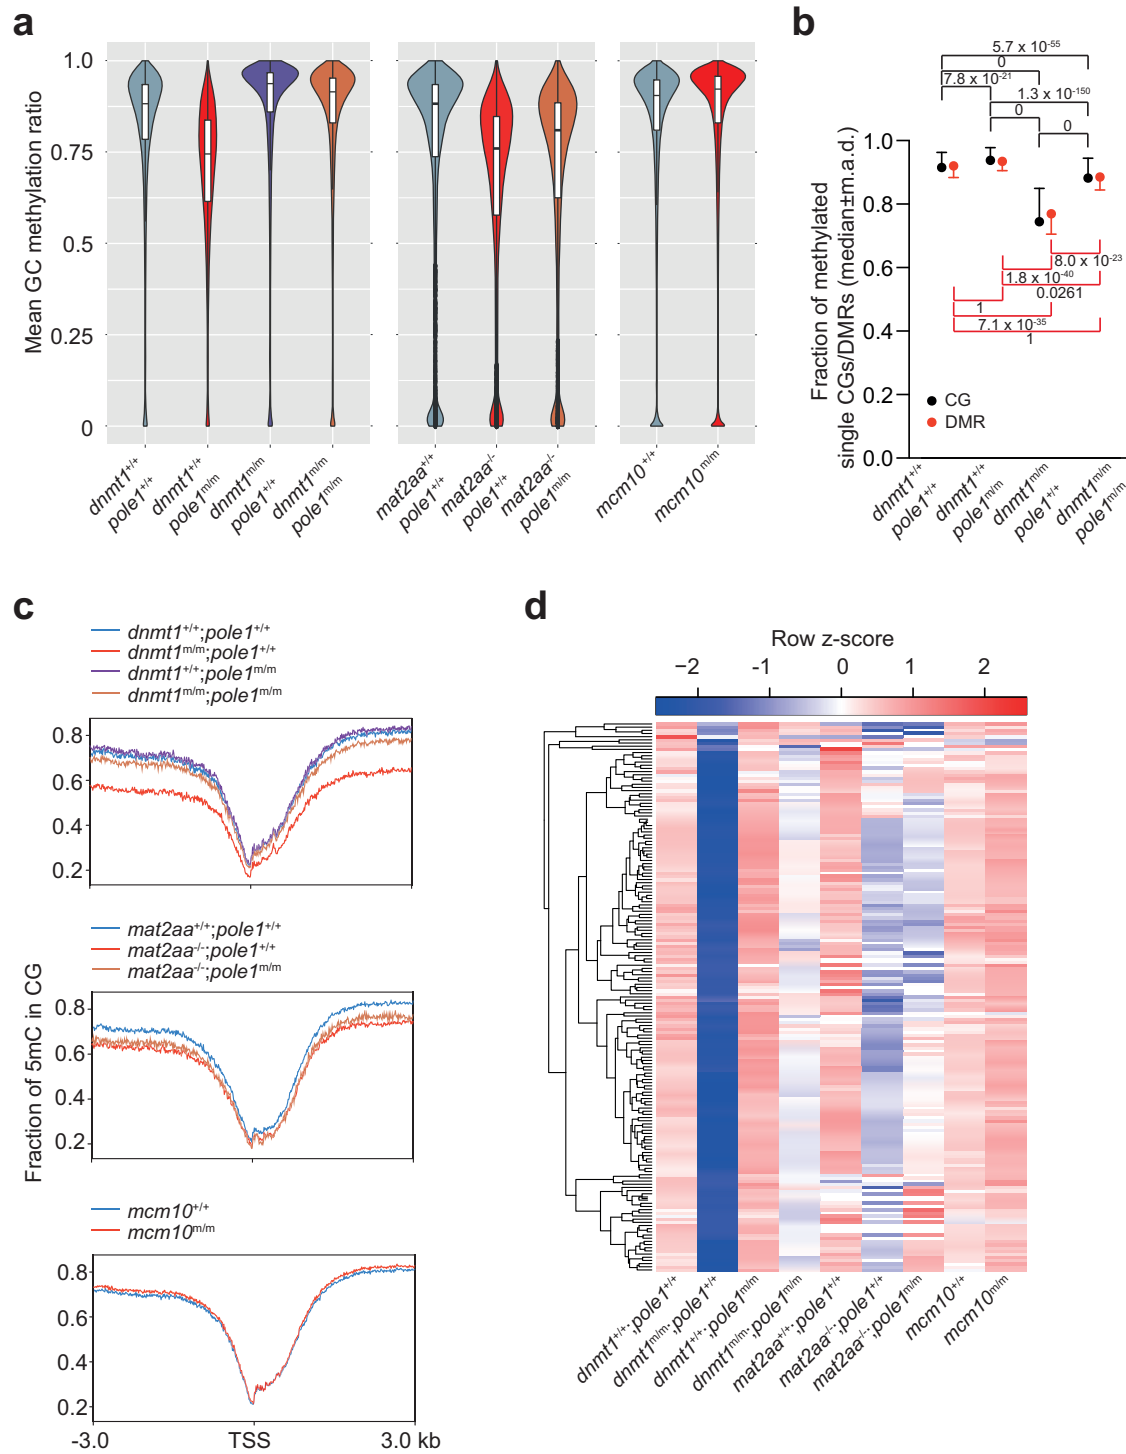 a
Mean GC methylation ratio
1.0
0.75
0.5
0.25
0
dnmt1+/+
pole1+/+
dnmt1+/+
pole1m/m
dnmt1m/m
pole1+/+
dnmt1m/m
pole1m/m
mat2aa+/+
pole1+/+
mat2aa-/-
pole1+/+
mat2aa-/-
pole1m/m
mcm10+/+
mcm10m/m
b
5.7 x 10-55
0
7.8 x 10-21
1.3 x 10-150
0
0
Fraction of methylated
single CGs/DMRs (median±m.a.d.)
1.0
0.8
0.6
0.4
0.2
0.0
8.0 x 10-23
1.8 x 10-40
0.0261
1
7.1 x 10-35
1
CG
DMR
dnmt1+/+
pole1+/+
dnmt1+/+
pole1m/m
dnmt1m/m
pole1+/+
dnmt1m/m
pole1m/m
c
dnmt1+/+;pole1+/+
dnmt1m/m;pole1+/+
dnmt1+/+;pole1m/m
dnmt1m/m;pole1m/m
0.8
0.6
0.4
0.2
mat2aa+/+;pole1+/+
mat2aa-/-;pole1+/+
mat2aa-/-;pole1m/m
Fraction of 5mC in CG
0.8
0.6
0.4
0.2
mcm10+/+
mcm10m/m
0.8
0.6
0.4
0.2
-3.0 TSS 3.0 kb
d
Row z-score
−2 -1 0 1 2
dnmt1+/+;pole1+/+
dnmt1m/m;pole1+/+
dnmt1+/+;pole1m/m
dnmt1m/m;pole1m/m
mat2aa+/+;pole1+/+
mat2aa-/-;pole1+/+
mat2aa-/-;pole1m/m
mcm10+/+
mcm10m/m